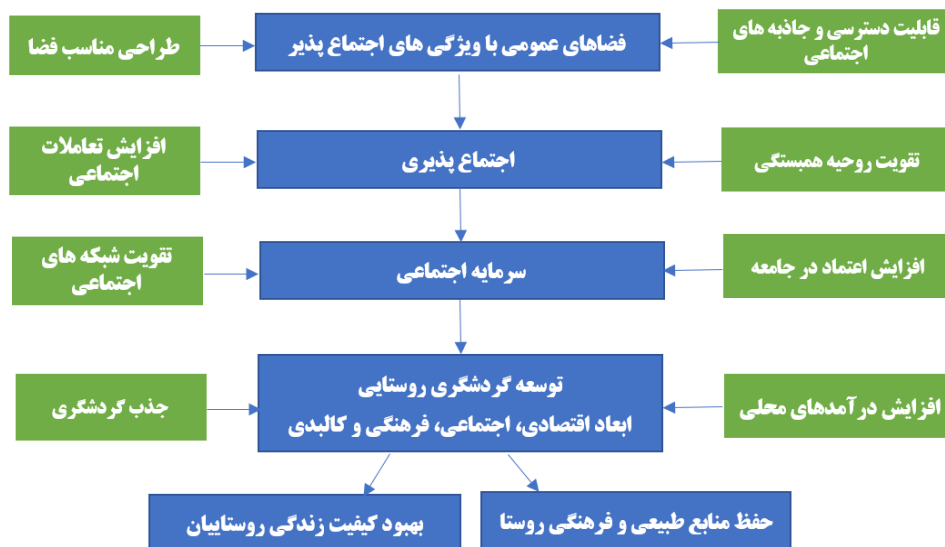 قابلیت دسترسی و جاذبه های
اجتماعی
فضاهای عمومی با ویژگی های اجتماع پذیر
طراحی مناسب فضا
تقویت روحیه همبستگی
اجتماع پذیری
افزایش تعاملات
اجتماعی
افزایش اعتماد در جامعه
سرمایه اجتماعی
تقویت شبکه های
اجتماعی
افزایش درآمدهای محلی
توسعه گردشگری روستایی
ابعاد اقتصادی، اجتماعی، فرهنگی و کالبدی
جذب گردشگری
حفظ منابع طبیعی و فرهنگی روستا
بهبود کیفیت زندگی روستاییان